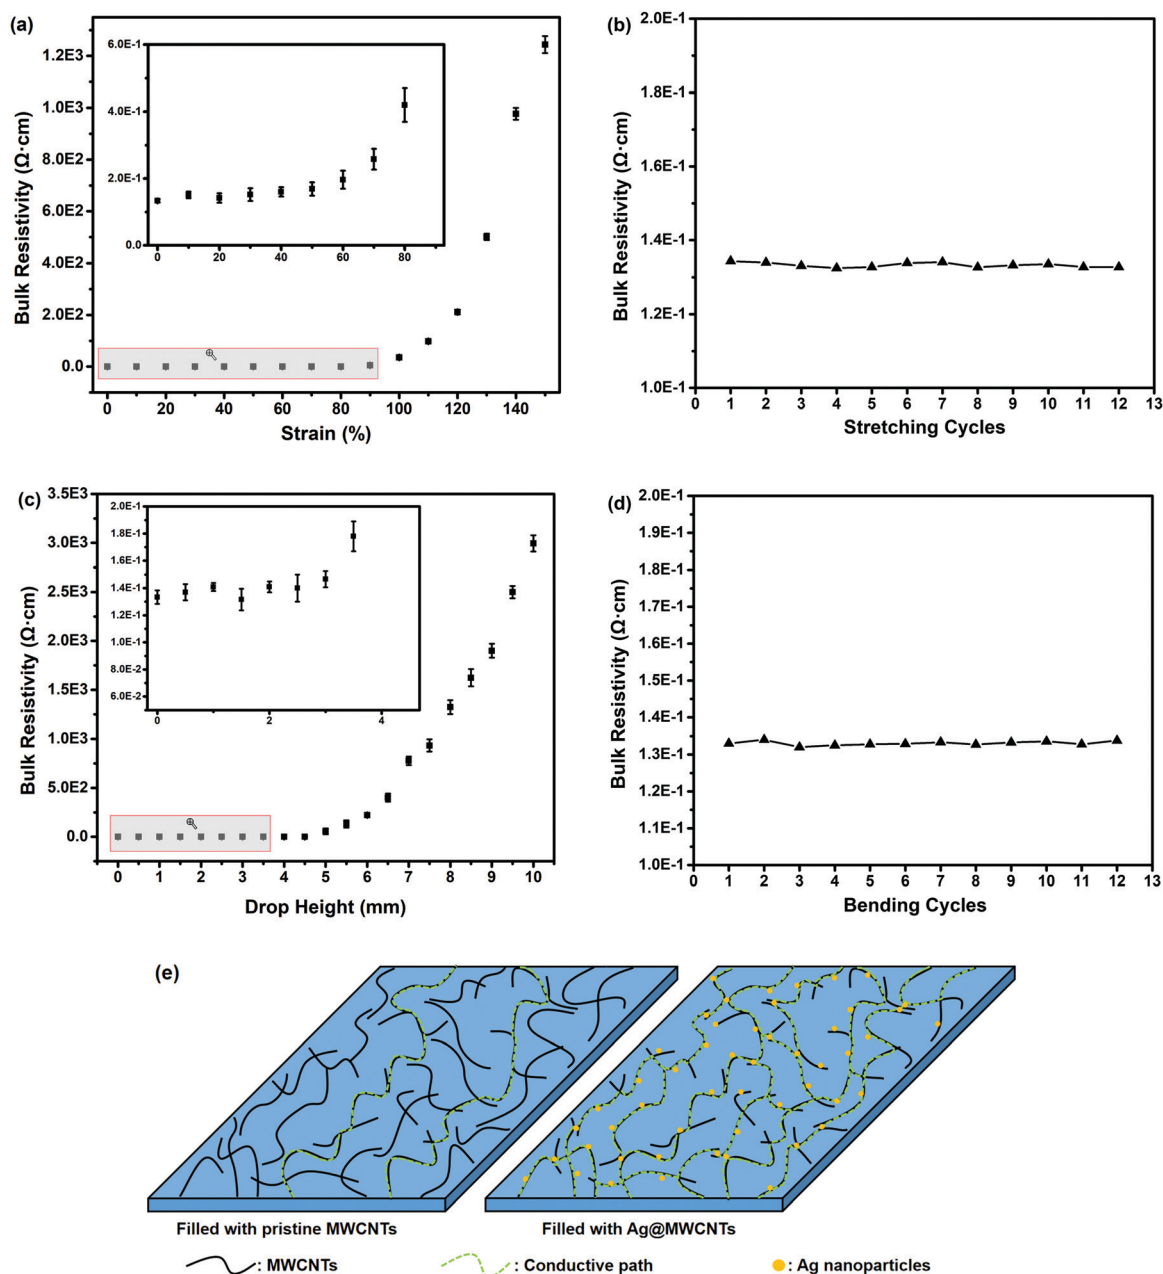 (a)
Bulk Resistivity (Ω·cm)
1.2E3
1.0E3
8.0E2
6.0E2
4.0E2
2.0E2
0.0
0 20 40 60 80 100 120 140
Strain (%)
6.0E-1
4.0E-1
2.0E-1
0.0
0 20 40 60 80
(b)
Bulk Resistivity (Ω·cm)
2.0E-1
1.8E-1
1.6E-1
1.4E-1
1.2E-1
1.0E-1
0 1 2 3 4 5 6 7 8 9 10 11 12 13
Stretching Cycles
(c)
Bulk Resistivity (Ω·cm)
3.5E3
3.0E3
2.5E3
2.0E3
1.5E3
1.0E3
5.0E2
0.0
0 1 2 3 4 5 6 7 8 9 10
Drop Height (mm)
2.0E-1
1.8E-1
1.6E-1
1.4E-1
1.2E-1
1.0E-1
8.0E-2
6.0E-2
0 2 4
(d)
Bulk Resistivity (Ω·cm)
2.0E-1
1.9E-1
1.8E-1
1.7E-1
1.6E-1
1.5E-1
1.4E-1
1.3E-1
1.2E-1
1.1E-1
1.0E-1
0 1 2 3 4 5 6 7 8 9 10 11 12 13
Bending Cycles
(e)
Filled with pristine MWCNTs
Filled with Ag@MWCNTs
: MWCNTs
: Conductive path
: Ag nanoparticles